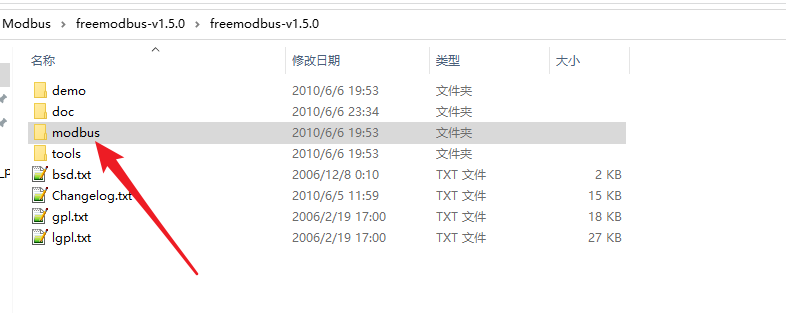 Modbus > freemodbus-v1.5.0 > freemodbus-v1.5.0
名称 修改日期 类型 大小
demo 2010/6/6 19:53 文件夹
doc 2010/6/6 23:34 文件夹
modbus 2010/6/6 19:53 文件夹
tools 2010/6/6 19:53 文件夹
bsd.txt 2006/12/8 0:10 TXT 文件 2 KB
Changelog.txt 2010/6/5 11:59 TXT 文件 15 KB
gpl.txt 2006/2/19 17:00 TXT 文件 18 KB
lgpl.txt 2006/2/19 17:00 TXT 文件 27 KB